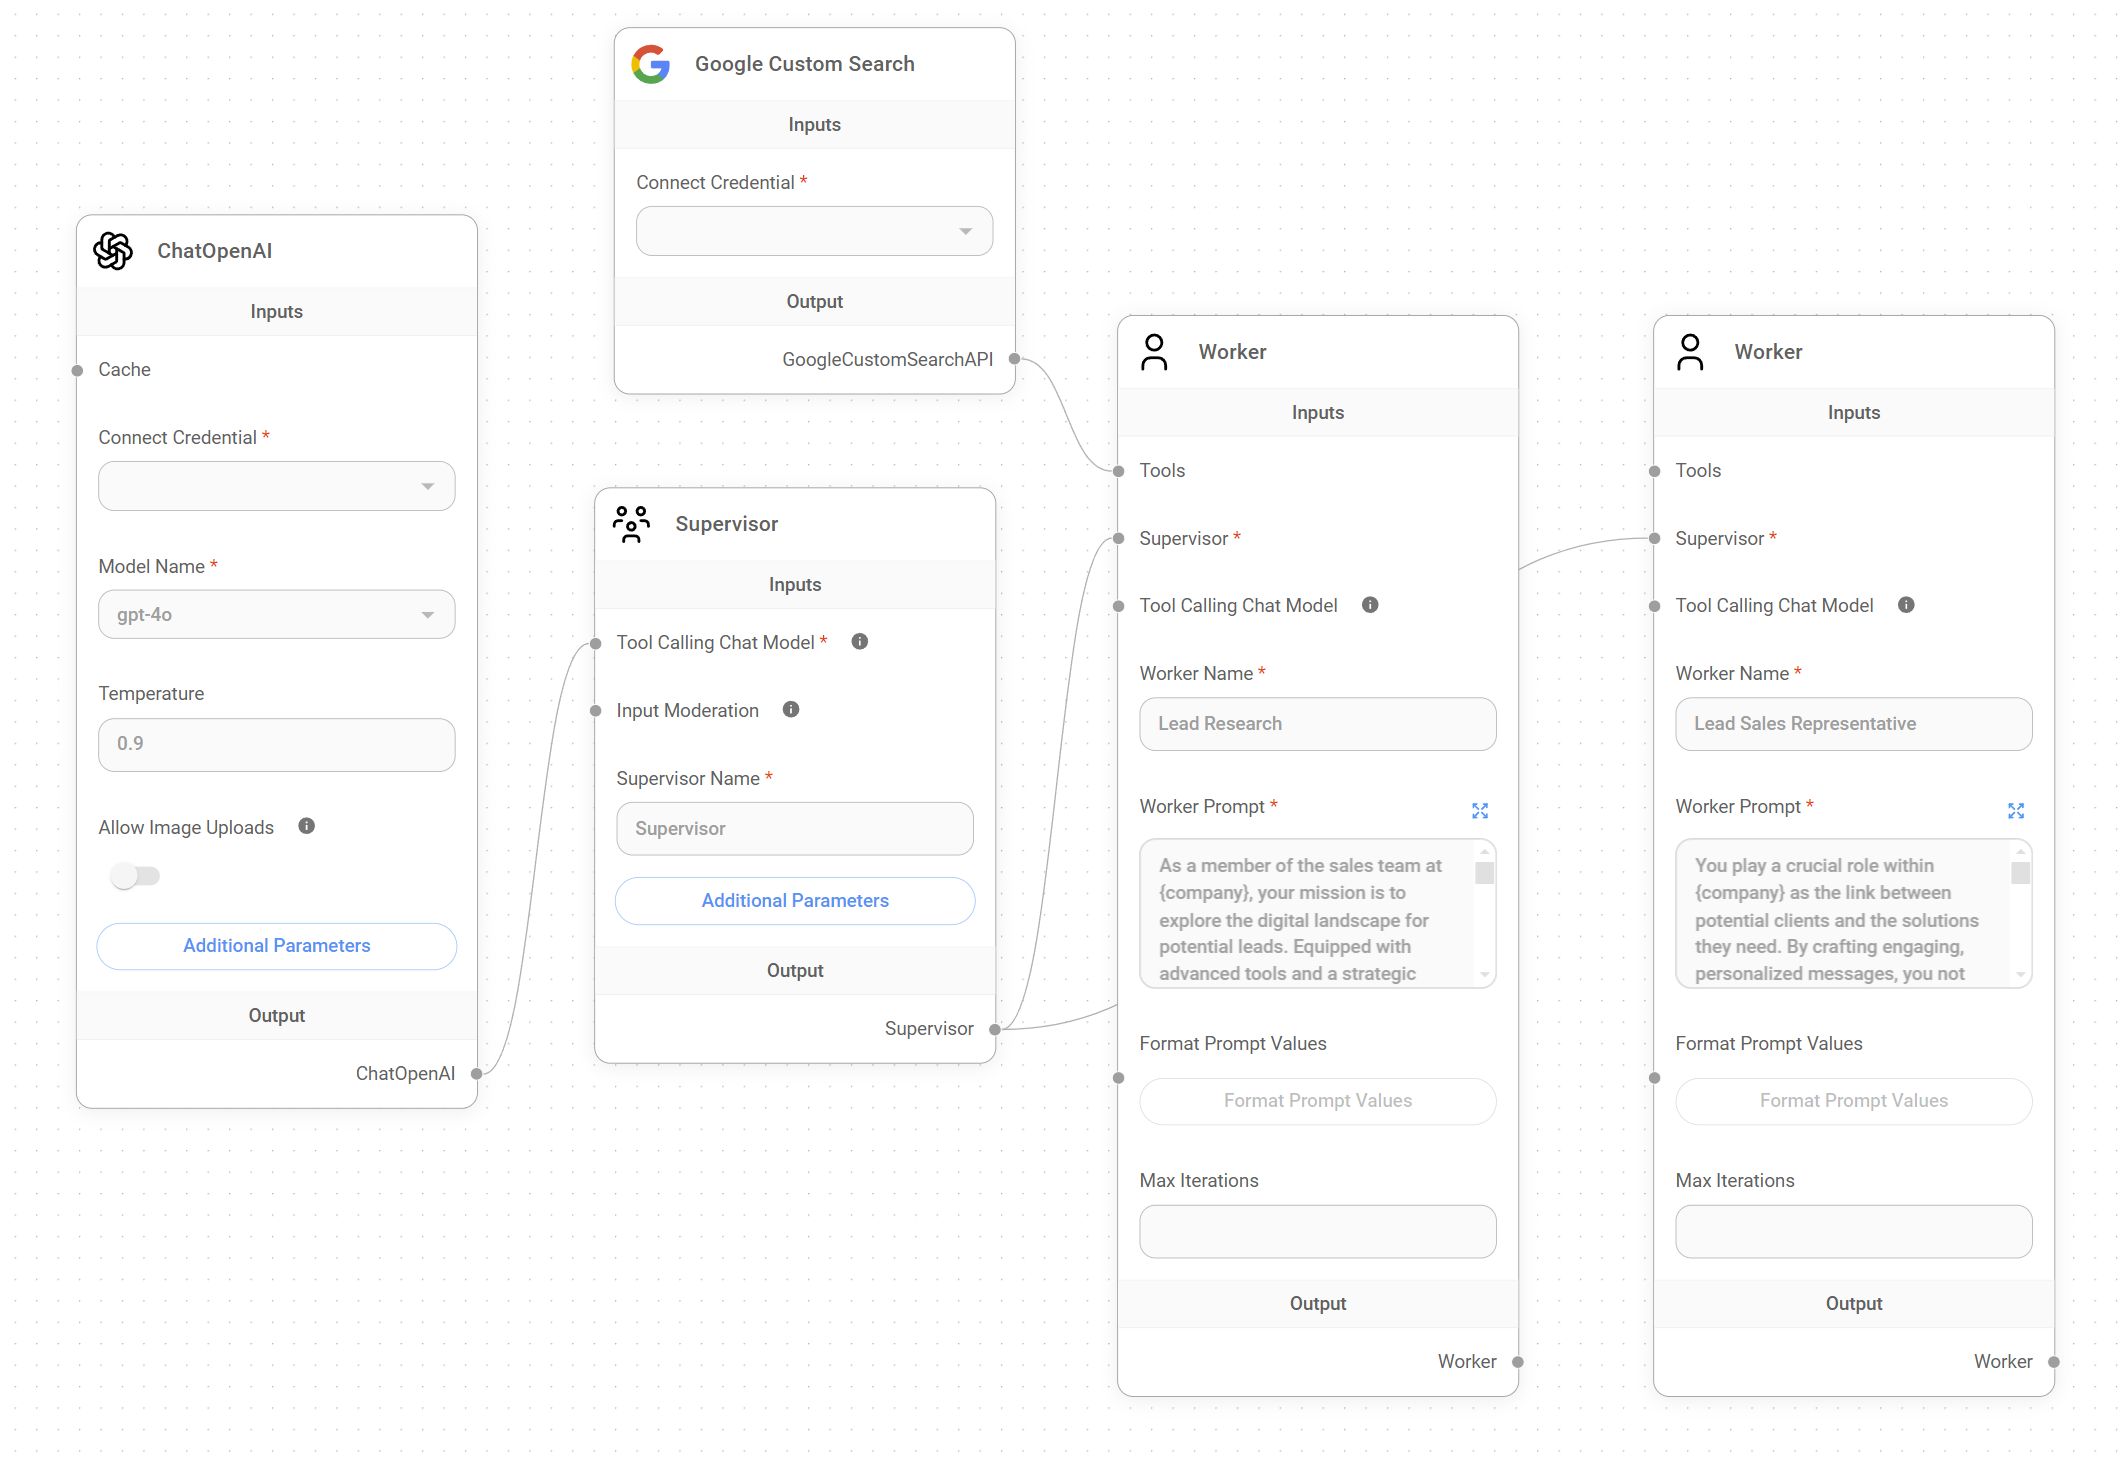 Google Custom Search
Inputs
Connect Credential *
Output
GoogleCustomSearchAPI
ChatOpenAI
Inputs
Cache
Connect Credential *
Model Name *
gpt-4o
Temperature
0.9
Allow Image Uploads
Additional Parameters
Output
ChatOpenAI
Supervisor
Inputs
Tool Calling Chat Model *
Input Moderation
Supervisor Name *
Supervisor
Additional Parameters
Output
Supervisor
Worker
Inputs
Tools
Supervisor *
Tool Calling Chat Model
Worker Name *
Lead Research
Worker Prompt *
As a member of the sales team at
{company}, your mission is to
explore the digital landscape for
potential leads. Equipped with
advanced tools and a strategic
Format Prompt Values
Format Prompt Values
Max Iterations
Output
Worker
Worker
Inputs
Tools
Supervisor *
Tool Calling Chat Model
Worker Name *
Lead Sales Representative
Worker Prompt *
You play a crucial role within
{company} as the link between
potential clients and the solutions
they need. By crafting engaging,
personalized messages, you not
Format Prompt Values
Format Prompt Values
Max Iterations
Output
Worker